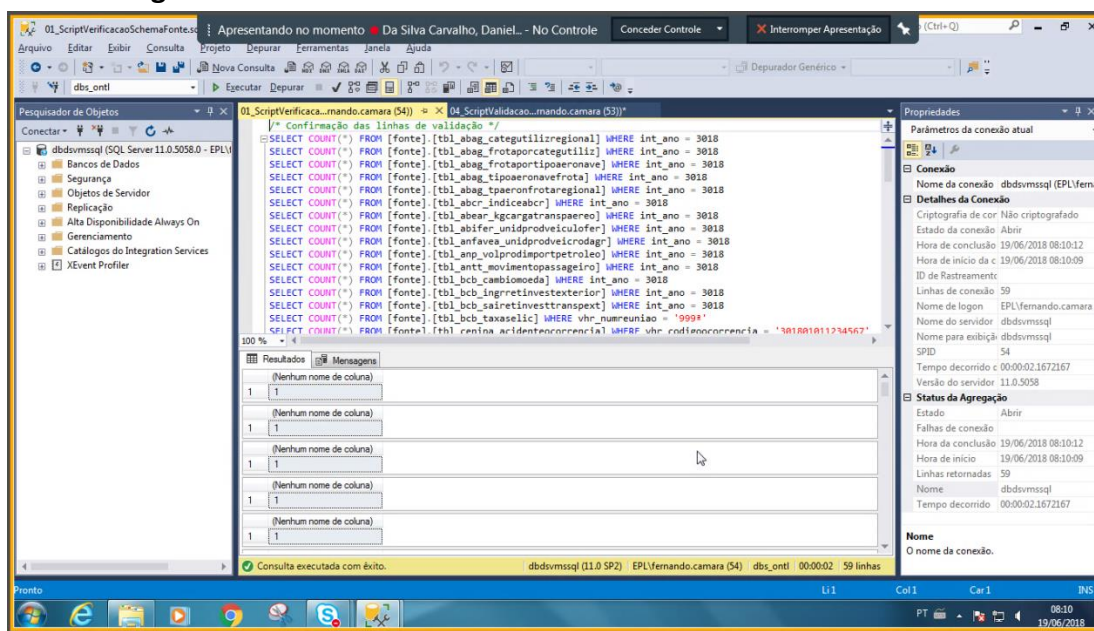 01_ScriptVerificacaoSchemaFonte.sq
Apresentando no momento Da Silva Carvalho, Daniel... - No Controle
Conceder Controle
Interromper Apresentação
(Ctrl+Q)
Arquivo Editar Exibir Consulta Projeto Depurar Ferramentas Janela Ajuda
Nova Consulta
Depurador Genérico
dbs_ontl
Executar Depurar
Pesquisador de Objetos
Conectar
dbdsvmssql (SQL Server 11.0.5058.0 - EPL\f
Bancos de Dados
Segurança
Objetos de Servidor
Replicação
Alta Disponibilidade Always On
Gerenciamento
Catálogos do Integration Services
XEvent Profiler
01_ScriptVerificaca...rnando.camara (54))
04_ScriptValidacao...rnando.camara (53))*
/* Confirmação das linhas de validação */
SELECT COUNT(*) FROM [fonte].[tbl_abag_categutilizregional] WHERE int_ano = 3018
SELECT COUNT(*) FROM [fonte].[tbl_abag_frotaporcategutiliz] WHERE int_ano = 3018
SELECT COUNT(*) FROM [fonte].[tbl_abag_frotaportipoaeronave] WHERE int_ano = 3018
SELECT COUNT(*) FROM [fonte].[tbl_abag_tipoaeronavefrota] WHERE int_ano = 3018
SELECT COUNT(*) FROM [fonte].[tbl_abag_tpaeronfrotaregional] WHERE int_ano = 3018
SELECT COUNT(*) FROM [fonte].[tbl_abcr_indiceabcr] WHERE int_ano = 3018
SELECT COUNT(*) FROM [fonte].[tbl_abear_kgcargatranspaereo] WHERE int_ano = 3018
SELECT COUNT(*) FROM [fonte].[tbl_abifer_unidprodveiculofer] WHERE int_ano = 3018
SELECT COUNT(*) FROM [fonte].[tbl_anfavea_unidprodveicrodagr] WHERE int_ano = 3018
SELECT COUNT(*) FROM [fonte].[tbl_anp_volprodimportpetroleo] WHERE int_ano = 3018
SELECT COUNT(*) FROM [fonte].[tbl_antt_movimentopassageiro] WHERE int_ano = 3018
SELECT COUNT(*) FROM [fonte].[tbl_bcb_cambiomoeda] WHERE int_ano = 3018
SELECT COUNT(*) FROM [fonte].[tbl_bcb_ingrretinvestexterior] WHERE int_ano = 3018
SELECT COUNT(*) FROM [fonte].[tbl_bcb_sairetinvesttranspext] WHERE int_ano = 3018
SELECT COUNT(*) FROM [fonte].[tbl_bcb_taxaselic] WHERE vhr_numreuniao = '999ª'
SELECT COUNT(*) FROM [fonte].[tbl_cenipa_acidenteocorrencia] WHERE vhr_codigoocorrencia = '301801011234567'
100 %
Resultados Mensagens
(Nenhum nome de coluna)
1 1
(Nenhum nome de coluna)
1 1
(Nenhum nome de coluna)
1 1
(Nenhum nome de coluna)
1 1
(Nenhum nome de coluna)
1 1
Consulta executada com êxito.
dbdsvmssql (11.0 SP2) EPL\fernando.camara (54) dbs_ontl 00:00:02 59 linhas
Propriedades
Parâmetros da conexão atual
Conexão
Nome da conexão dbdsvmssql (EPL\fern
Detalhes da Conexão
Criptografia de cor Não criptografado
Estado da conexão Abrir
Hora de conclusão 19/06/2018 08:10:12
Hora de início da c 19/06/2018 08:10:09
ID de Rastreamento
Linhas de conexão 59
Nome de logon EPL\fernando.camara
Nome do servidor dbdsvmssql
Nome para exibiçã dbdsvmssql
SPID 54
Tempo decorrido c 00:00:02.1672167
Versão do servidor 11.0.5058
Status da Agregação
Estado Abrir
Falhas de conexão
Hora da conclusão 19/06/2018 08:10:12
Hora de início 19/06/2018 08:10:09
Linhas retornadas 59
Nome dbdsvmssql
Tempo decorrido 00:00:02.1672167
Nome
O nome da conexão.
Pronto
Li 1 Col 1 Car 1 INS
PT
08:10
19/06/2018